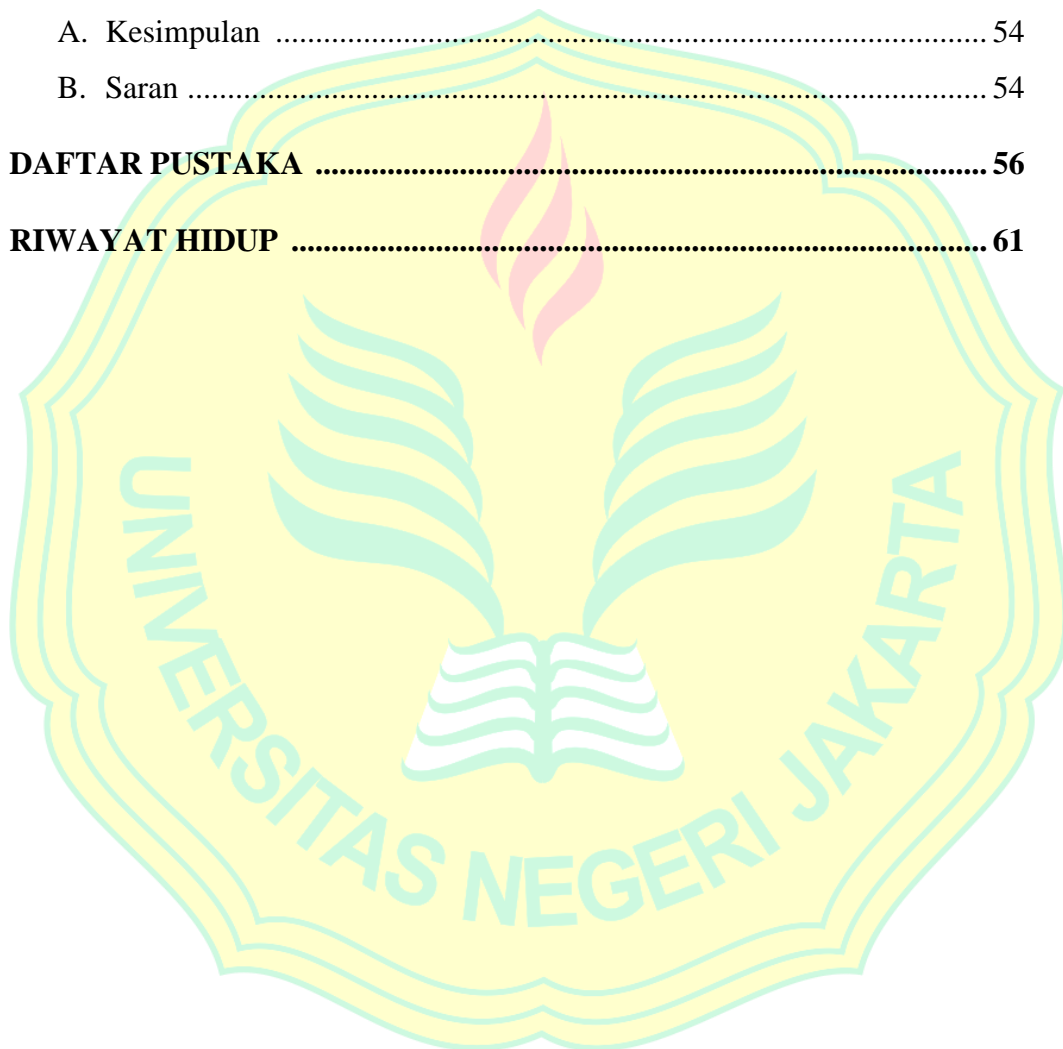 A. Kesimpulan ........................................................................................... 54
B. Saran ...................................................................................................... 54
DAFTAR PUSTAKA ...................................................................................... 56
RIWAYAT HIDUP ......................................................................................... 61
UNIVERSITAS NEGERI JAKARTA